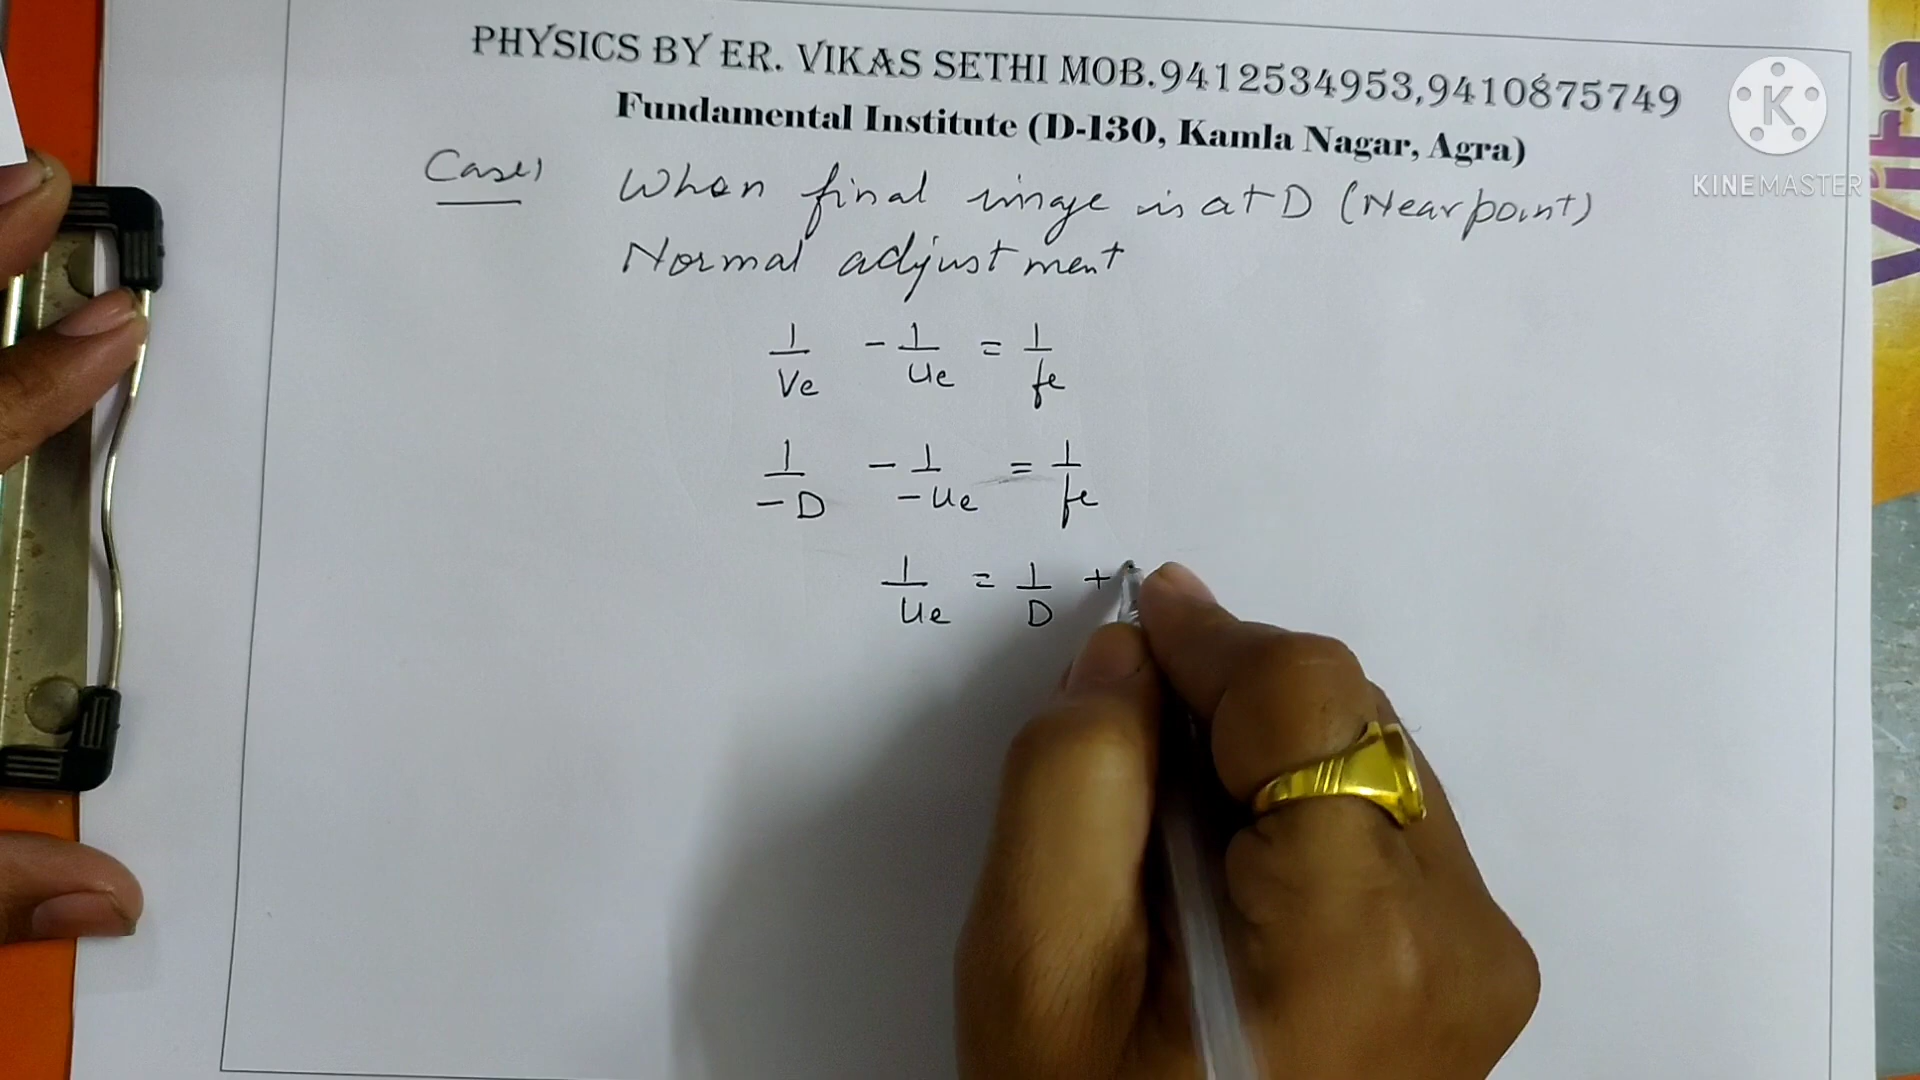 PHYSICS BY ER. VIKAS SETHI MOB.9412534953,9410875749
Fundamental Institute (D-130, Kamla Nagar, Agra)
K
KINEMASTER
Vita
Case1 When final image is at D (Near point)
Normal adjustment
1/Ve - 1/ue = 1/fe
1/-D - 1/-ue = 1/fe
1/ue = 1/D +